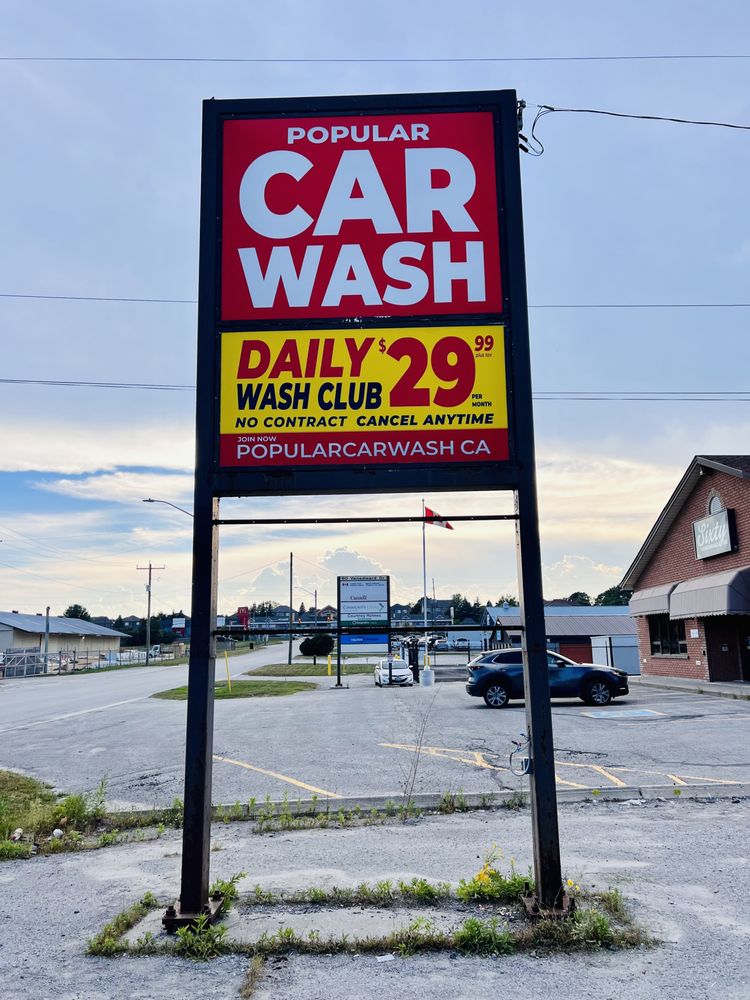 POPULAR
CAR
WASH
DAILY
WASH CLUB
$29 99
plus tax
PER
MONTH
NO CONTRACT CANCEL ANYTIME
JOIN NOW
POPULARCARWASH CA
Sixty
Canada